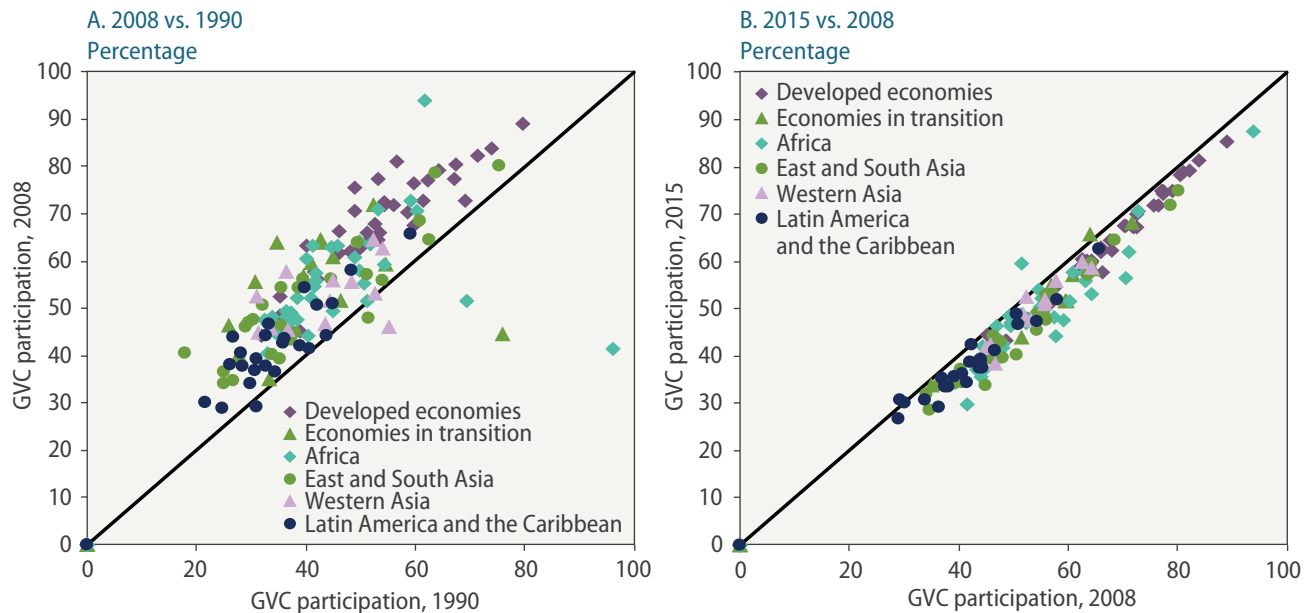 A. 2008 vs. 1990
Percentage
100
90
80
70
60
50
40
30
20
10
0
GVC participation, 2008
Developed economies
Economies in transition
Africa
East and South Asia
Western Asia
Latin America and the Caribbean
0
20
40
60
80
100
GVC participation, 1990
B. 2015 vs. 2008
Percentage
100
90
80
70
60
50
40
30
20
10
0
GVC participation, 2015
Developed economies
Economies in transition
Africa
East and South Asia
Western Asia
Latin America
and the Caribbean
0
20
40
60
80
100
GVC participation, 2008